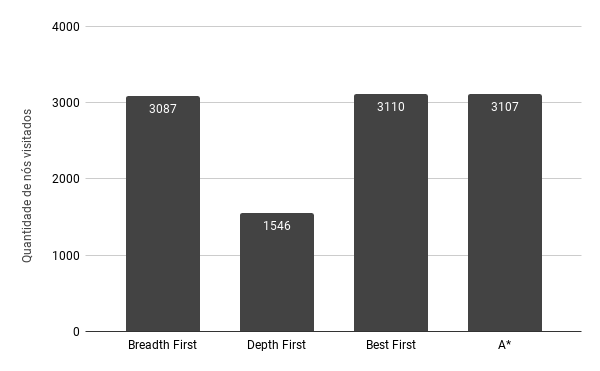 4000
3000
2000
1000
0
Quantidade de nós visitados
3087
1546
3110
3107
Breadth First
Depth First
Best First
A*